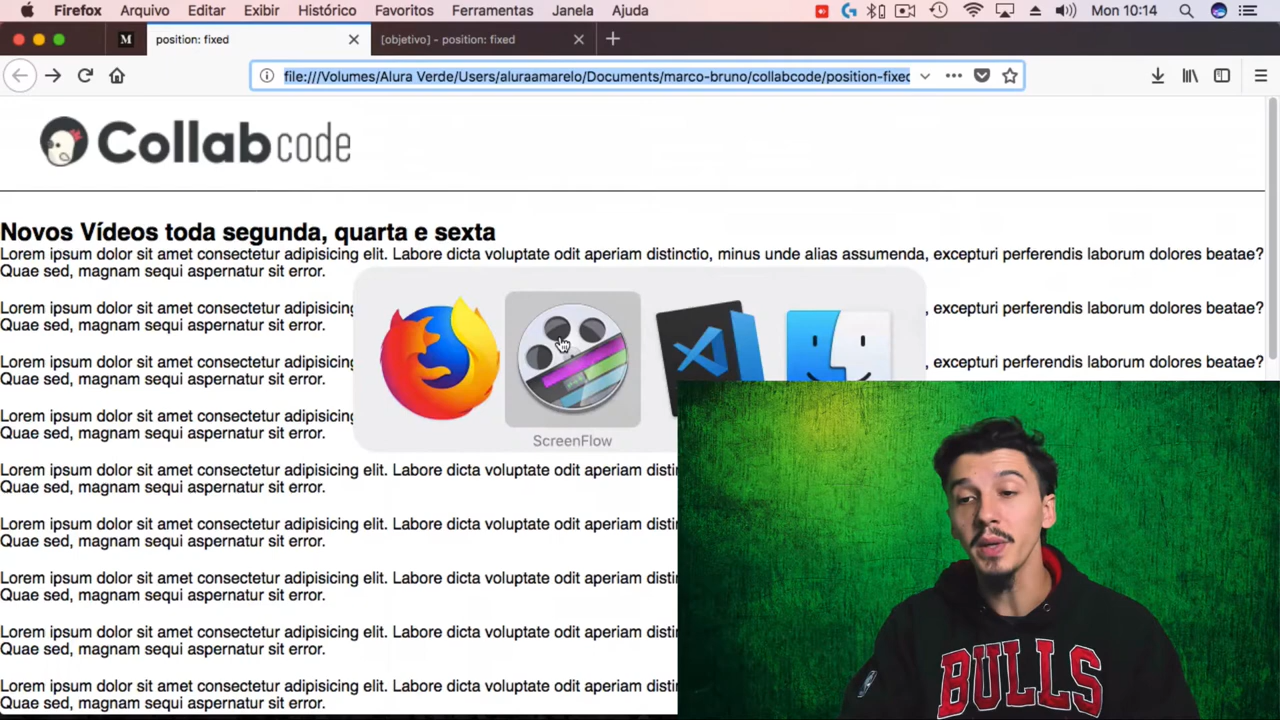 Firefox Arquivo Editar Exibir Histórico Favoritos Ferramentas Janela Ajuda Mon 10:14
M position: fixed [objetivo] - position: fixed
file:///Volumes/Alura Verde/Users/aluraamarelo/Documents/marco-bruno/collabcode/position-fixed
Collabcode
Novos Vídeos toda segunda, quarta e sexta
Lorem ipsum dolor sit amet consectetur adipisicing elit. Labore dicta voluptate odit aperiam distinctio, minus unde alias assumenda, excepturi perferendis laborum dolores beatae?
Quae sed, magnam sequi aspernatur sit error.
Lorem ipsum dolor sit amet consectetur , excepturi perferendis laborum dolores beatae?
Quae sed, magnam sequi aspernatur sit error.
Lorem ipsum dolor sit amet consectetur , excepturi perferendis laborum dolores beatae?
Quae sed, magnam sequi aspernatur sit error.
Lorem ipsum dolor sit amet consectetur
Quae sed, magnam sequi aspernatur sit error.
ScreenFlow
Lorem ipsum dolor sit amet consectetur adipisicing elit. Labore dicta voluptate odit aperiam disti
Quae sed, magnam sequi aspernatur sit error.
Lorem ipsum dolor sit amet consectetur adipisicing elit. Labore dicta voluptate odit aperiam disti
Quae sed, magnam sequi aspernatur sit error.
Lorem ipsum dolor sit amet consectetur adipisicing elit. Labore dicta voluptate odit aperiam disti
Quae sed, magnam sequi aspernatur sit error.
Lorem ipsum dolor sit amet consectetur adipisicing elit. Labore dicta voluptate odit aperiam disti
Quae sed, magnam sequi aspernatur sit error.
Lorem ipsum dolor sit amet consectetur adipisicing elit. Labore dicta voluptate odit aperiam disti
Quae sed, magnam sequi aspernatur sit error.
BULLS